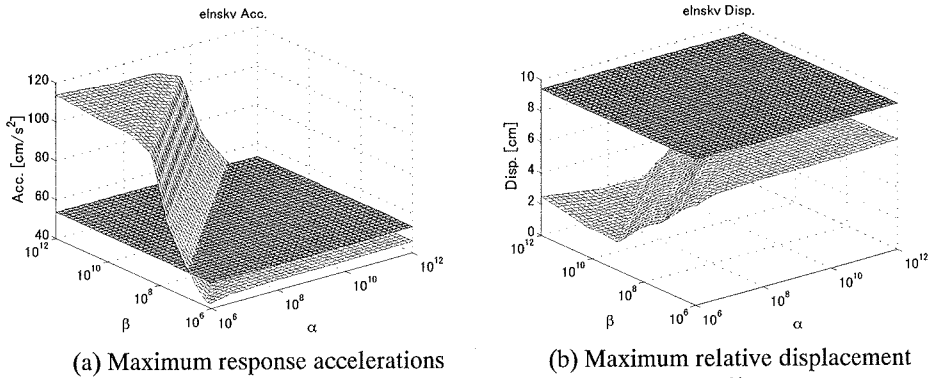 elnskv Acc.
120
100
80
60
40
Acc. [cm/s²]
10¹²
10¹⁰
10⁸
10⁶
β
10⁶
10⁸
10¹⁰
10¹²
α
(a) Maximum response accelerations
elnskv Disp.
10
8
6
4
2
0
Disp. [cm]
10¹²
10¹⁰
10⁸
10⁶
β
10⁶
10⁸
10¹⁰
10¹²
α
(b) Maximum relative displacement